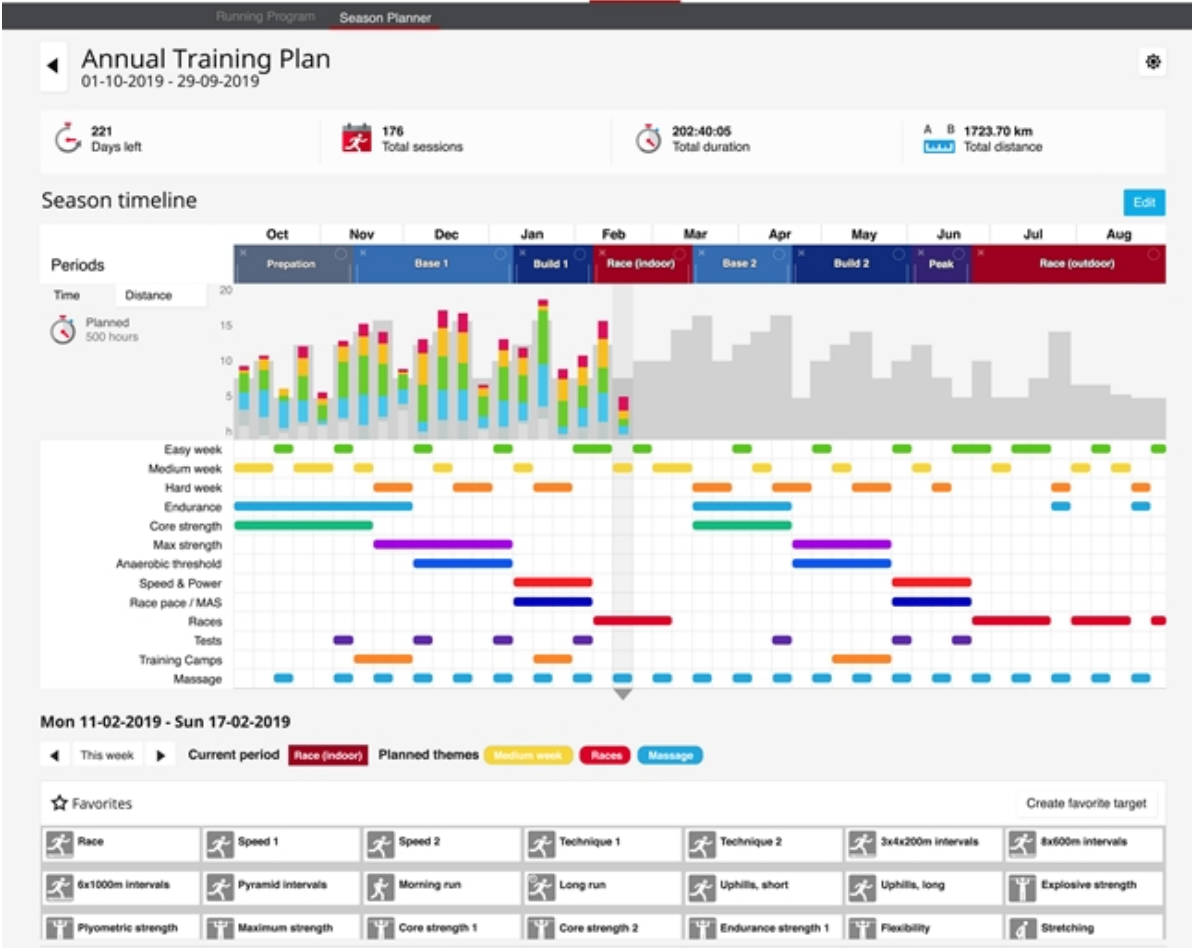 Running Program Season Planner
Annual Training Plan
01-10-2019 - 29-09-2019
221 176 202:40:05 A B 1723.70 km
Days left Total sessions Total duration Total distance
Season timeline Edit
Oct Nov Dec Jan Feb Mar Apr May Jun Jul Aug
Periods Prepation Base 1 Build 1 Race (indoor) Base 2 Build 2 Peak Race (outdoor)
Time Distance 20
Planned 15
500 hours
10
5
h
Easy week
Medium week
Hard week
Endurance
Core strength
Max strength
Anaerobic threshold
Speed & Power
Race pace / MAS
Races
Tests
Training Camps
Massage
Mon 11-02-2019 - Sun 17-02-2019
This week Current period Race (indoor) Planned themes Medium week Races Massage
Favorites Create favorite target
Race Speed 1 Speed 2 Technique 1 Technique 2 3x4x200m intervals 8x600m intervals
6x1000m intervals Pyramid intervals Morning run Long run Uphills, short Uphills, long Explosive strength
Plyometric strength Maximum strength Core strength 1 Core strength 2 Endurance strength 1 Flexibility Stretching